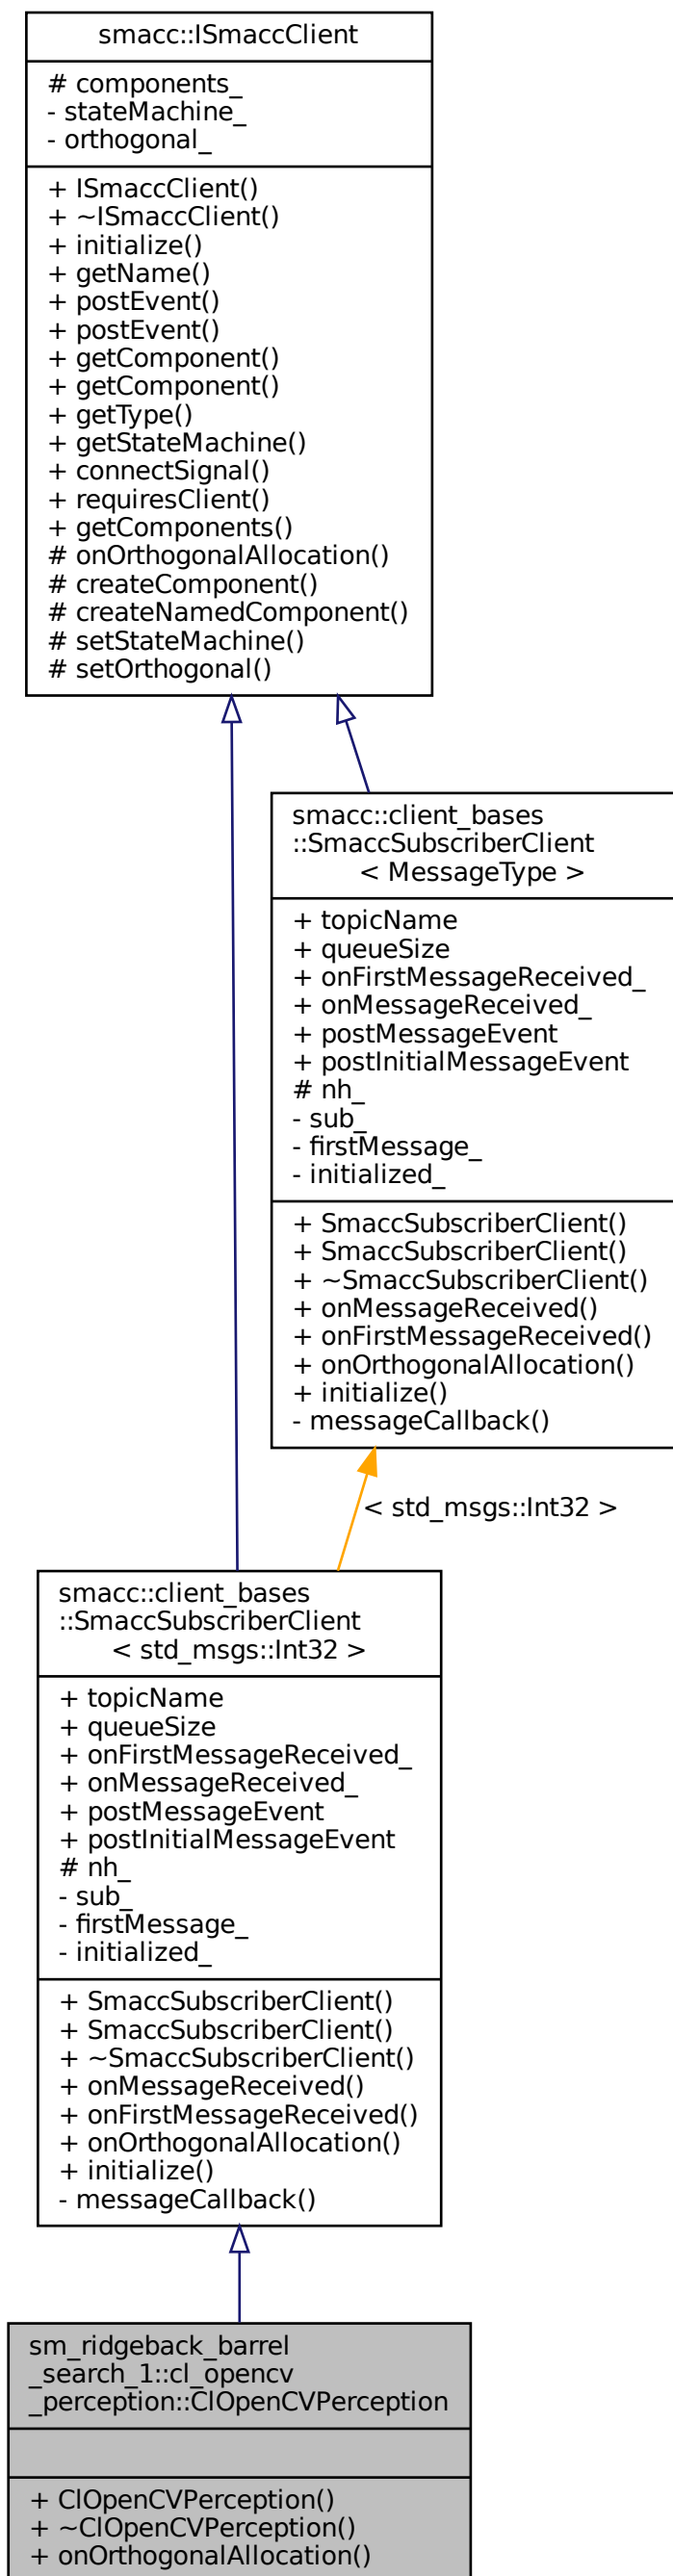 smacc::ISmaccClient
# components_
- stateMachine_
- orthogonal_
+ ISmaccClient()
+ ~ISmaccClient()
+ initialize()
+ getName()
+ postEvent()
+ postEvent()
+ getComponent()
+ getComponent()
+ getType()
+ getStateMachine()
+ connectSignal()
+ requiresClient()
+ getComponents()
# onOrthogonalAllocation()
# createComponent()
# createNamedComponent()
# setStateMachine()
# setOrthogonal()
smacc::client_bases
::SmaccSubscriberClient
< MessageType >
+ topicName
+ queueSize
+ onFirstMessageReceived_
+ onMessageReceived_
+ postMessageEvent
+ postInitialMessageEvent
# nh_
- sub_
- firstMessage_
- initialized_
+ SmaccSubscriberClient()
+ SmaccSubscriberClient()
+ ~SmaccSubscriberClient()
+ onMessageReceived()
+ onFirstMessageReceived()
+ onOrthogonalAllocation()
+ initialize()
- messageCallback()
< std_msgs::Int32 >
smacc::client_bases
::SmaccSubscriberClient
< std_msgs::Int32 >
+ topicName
+ queueSize
+ onFirstMessageReceived_
+ onMessageReceived_
+ postMessageEvent
+ postInitialMessageEvent
# nh_
- sub_
- firstMessage_
- initialized_
+ SmaccSubscriberClient()
+ SmaccSubscriberClient()
+ ~SmaccSubscriberClient()
+ onMessageReceived()
+ onFirstMessageReceived()
+ onOrthogonalAllocation()
+ initialize()
- messageCallback()
sm_ridgeback_barrel
_search_1::cl_opencv
_perception::ClOpenCVPerception
+ ClOpenCVPerception()
+ ~ClOpenCVPerception()
+ onOrthogonalAllocation()